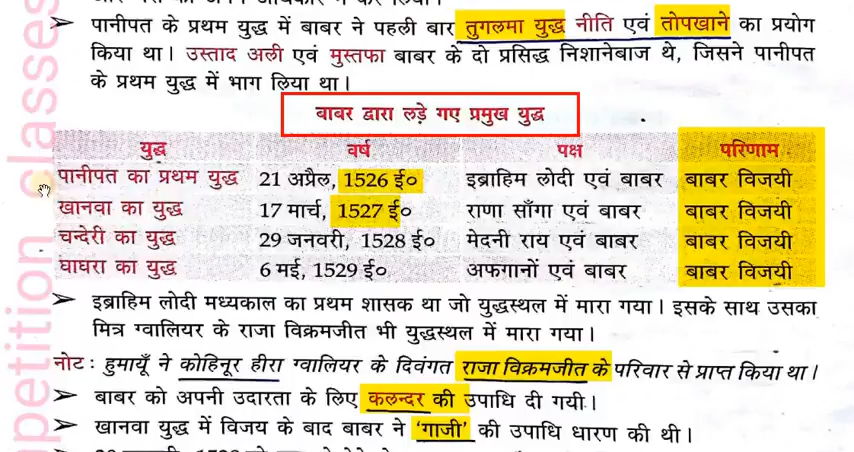 ➤ पानीपत के प्रथम युद्ध में बाबर ने पहली बार तुगलमा युद्ध नीति एवं तोपखाने का प्रयोग
किया था। उस्ताद अली एवं मुस्तफा बाबर के दो प्रसिद्ध निशानेबाज थे, जिसने पानीपत
के प्रथम युद्ध में भाग लिया था।
बाबर द्वारा लड़े गए प्रमुख युद्ध
युद्ध वर्ष पक्ष परिणाम
पानीपत का प्रथम युद्ध 21 अप्रैल, 1526 ई० इब्राहिम लोदी एवं बाबर बाबर विजयी
खानवा का युद्ध 17 मार्च, 1527 ई० राणा साँगा एवं बाबर बाबर विजयी
चन्देरी का युद्ध 29 जनवरी, 1528 ई० मेदनी राय एवं बाबर बाबर विजयी
घाघरा का युद्ध 6 मई, 1529 ई० अफगानों एवं बाबर बाबर विजयी
➤ इब्राहिम लोदी मध्यकाल का प्रथम शासक था जो युद्धस्थल में मारा गया। इसके साथ उसका
मित्र ग्वालियर के राजा विक्रमजीत भी युद्धस्थल में मारा गया।
नोट : हुमायूँ ने कोहिनूर हीरा ग्वालियर के दिवंगत राजा विक्रमजीत के परिवार से प्राप्त किया था।
➤ बाबर को अपनी उदारता के लिए कलन्दर की उपाधि दी गयी।
➤ खानवा युद्ध में विजय के बाद बाबर ने 'गाजी' की उपाधि धारण की थी।
petition classes